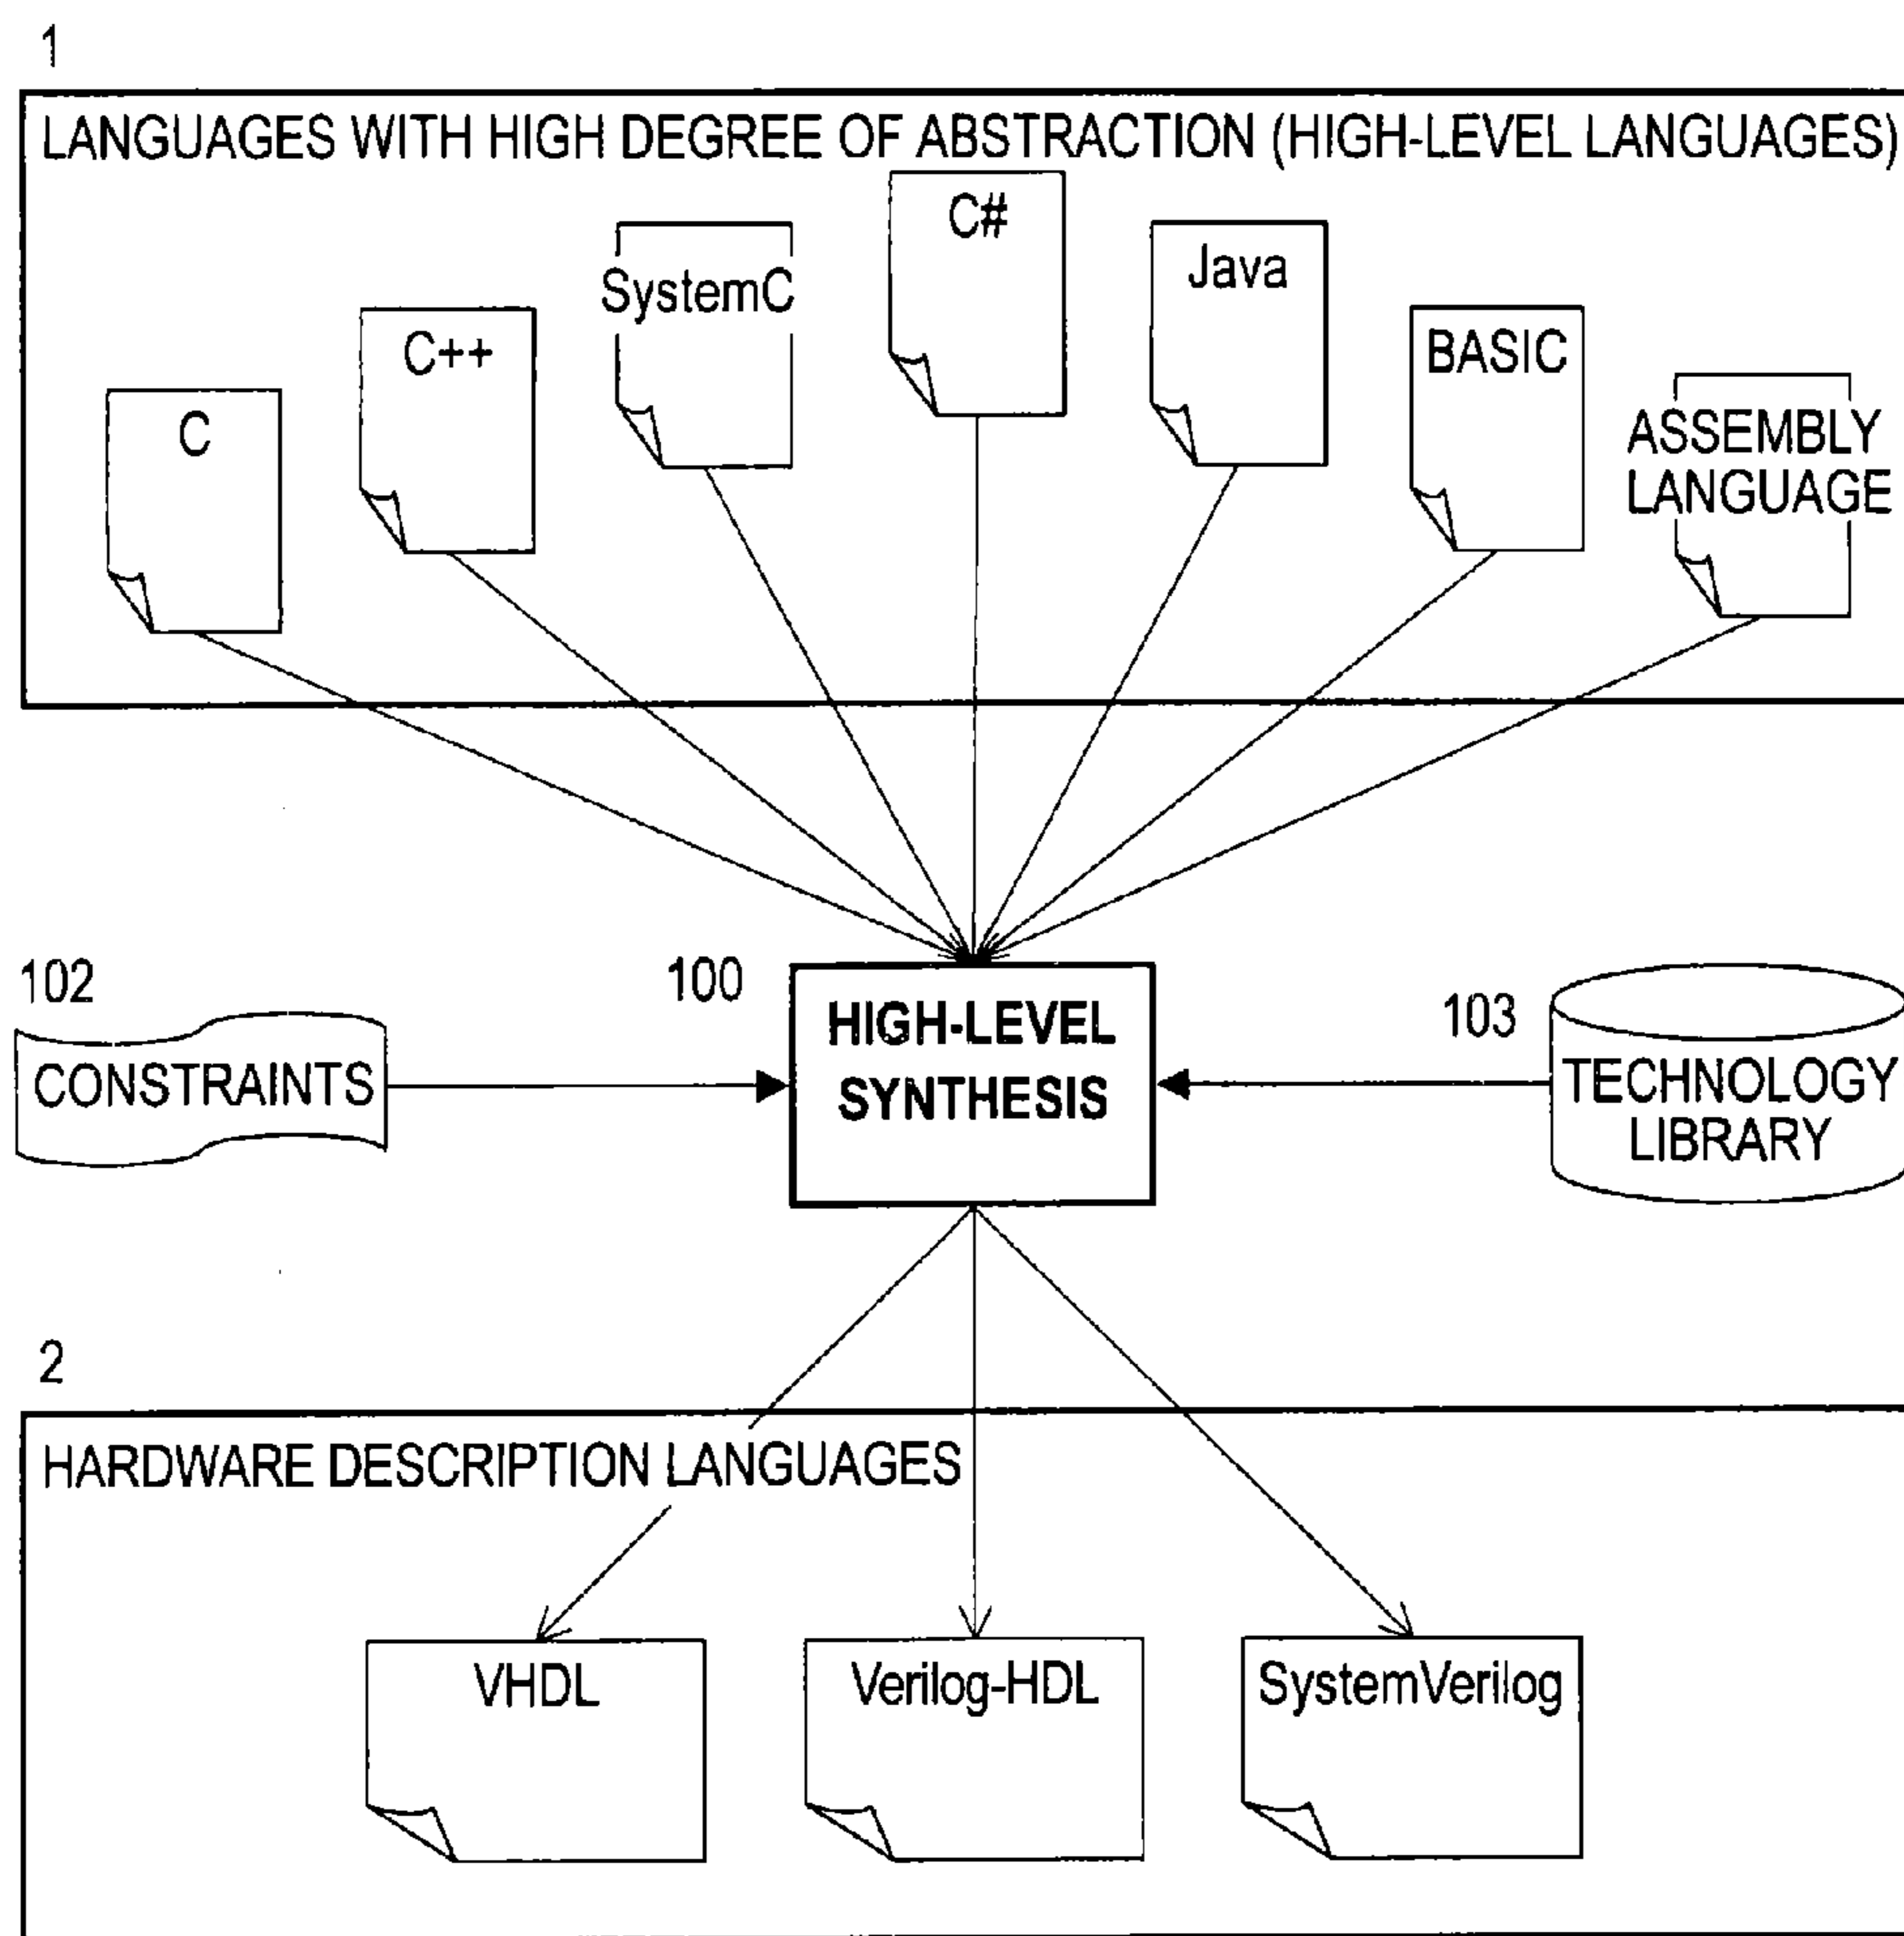 1
LANGUAGES WITH HIGH DEGREE OF ABSTRACTION (HIGH-LEVEL LANGUAGES)
C
C++
SystemC
C#
Java
BASIC
ASSEMBLY
LANGUAGE
102
CONSTRAINTS
100
HIGH-LEVEL
SYNTHESIS
103
TECHNOLOGY
LIBRARY
2
HARDWARE DESCRIPTION LANGUAGES
VHDL
Verilog-HDL
SystemVerilog